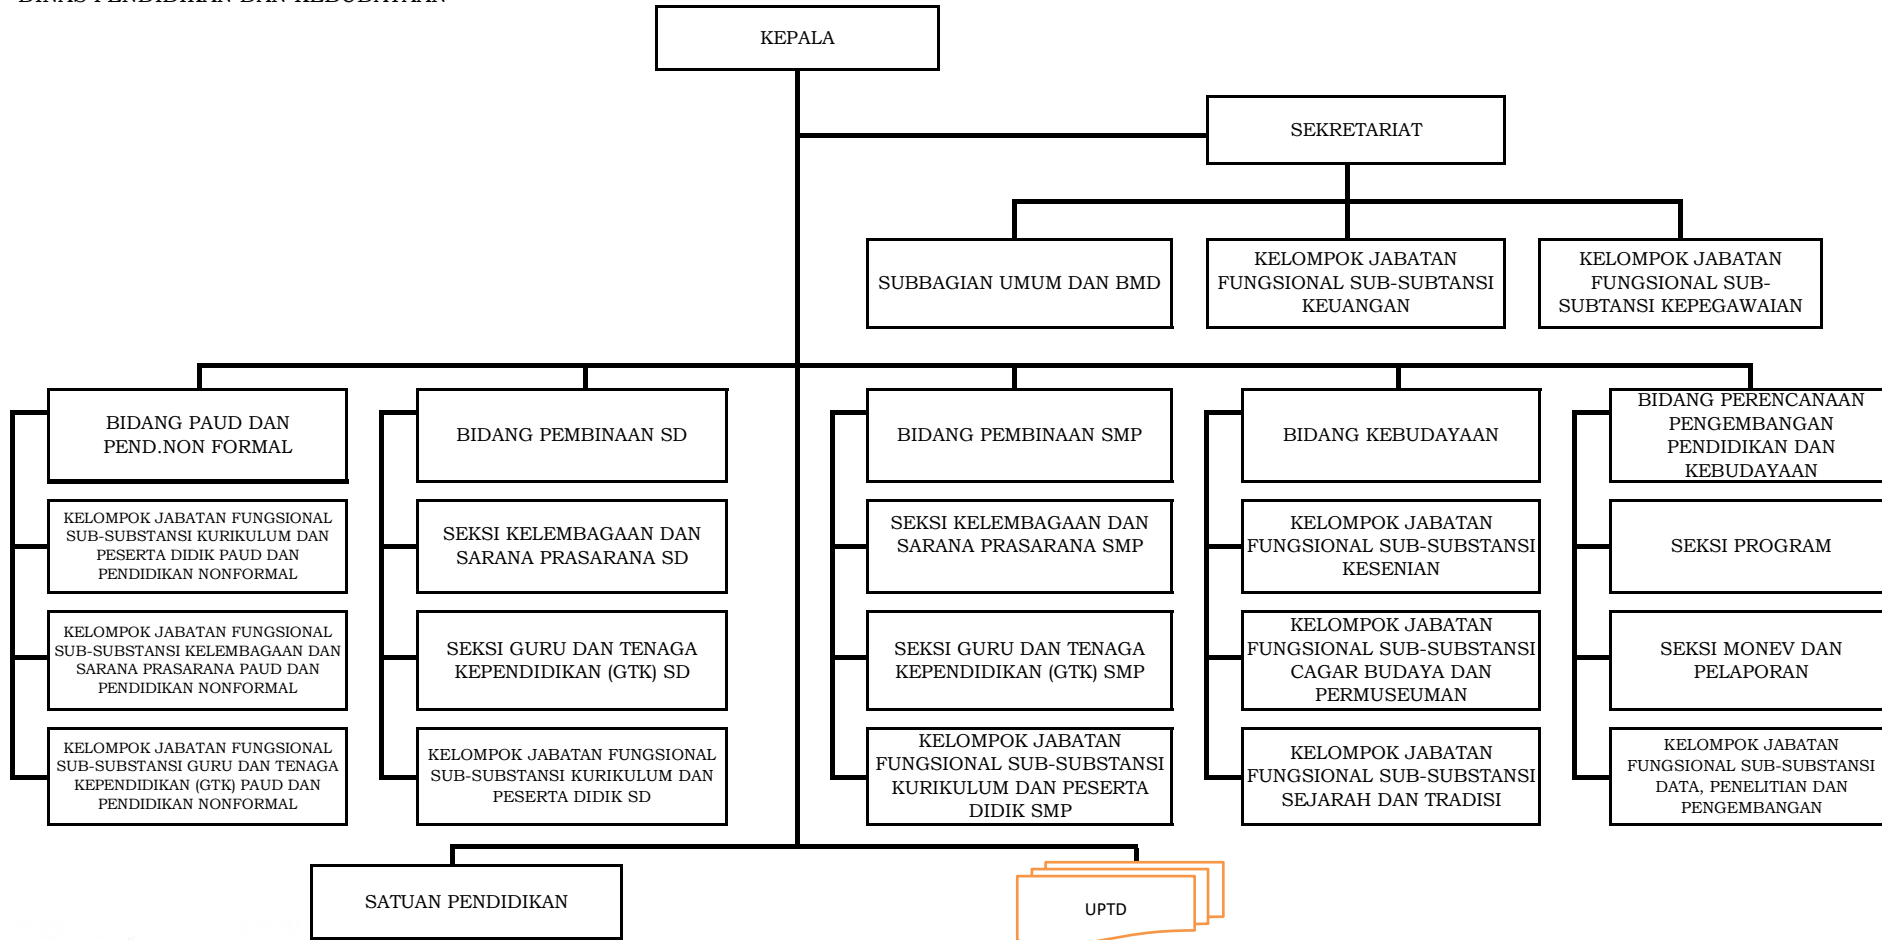 DINAS PENDIDIKAN DAN KEBUDAYAAN
KEPALA
SEKRETARIAT
SUBBAGIAN UMUM DAN BMD
KELOMPOK JABATAN
FUNGSIONAL SUB-SUBTANSI
KEUANGAN
KELOMPOK JABATAN
FUNGSIONAL SUB-
SUBTANSI KEPEGAWAIAN
BIDANG PAUD DAN
PEND.NON FORMAL
BIDANG PEMBINAAN SD
BIDANG PEMBINAAN SMP
BIDANG KEBUDAYAAN
BIDANG PERENCANAAN
PENGEMBANGAN
PENDIDIKAN DAN
KEBUDAYAAN
KELOMPOK JABATAN FUNGSIONAL
SUB-SUBSTANSI KURIKULUM DAN
PESERTA DIDIK PAUD DAN
PENDIDIKAN NONFORMAL
SEKSI KELEMBAGAAN DAN
SARANA PRASARANA SD
SEKSI KELEMBAGAAN DAN
SARANA PRASARANA SMP
KELOMPOK JABATAN
FUNGSIONAL SUB-SUBSTANSI
KESENIAN
SEKSI PROGRAM
KELOMPOK JABATAN FUNGSIONAL
SUB-SUBSTANSI KELEMBAGAAN DAN
SARANA PRASARANA PAUD DAN
PENDIDIKAN NONFORMAL
SEKSI GURU DAN TENAGA
KEPENDIDIKAN (GTK) SD
SEKSI GURU DAN TENAGA
KEPENDIDIKAN (GTK) SMP
KELOMPOK JABATAN
FUNGSIONAL SUB-SUBSTANSI
CAGAR BUDAYA DAN
PERMUSEUMAN
SEKSI MONEV DAN
PELAPORAN
KELOMPOK JABATAN FUNGSIONAL
SUB-SUBSTANSI GURU DAN TENAGA
KEPENDIDIKAN (GTK) PAUD DAN
PENDIDIKAN NONFORMAL
KELOMPOK JABATAN FUNGSIONAL
SUB-SUBSTANSI KURIKULUM DAN
PESERTA DIDIK SD
KELOMPOK JABATAN
FUNGSIONAL SUB-SUBSTANSI
KURIKULUM DAN PESERTA
DIDIK SMP
KELOMPOK JABATAN
FUNGSIONAL SUB-SUBSTANSI
SEJARAH DAN TRADISI
KELOMPOK JABATAN
FUNGSIONAL SUB-SUBSTANSI
DATA, PENELITIAN DAN
PENGEMBANGAN
SATUAN PENDIDIKAN
UPTD